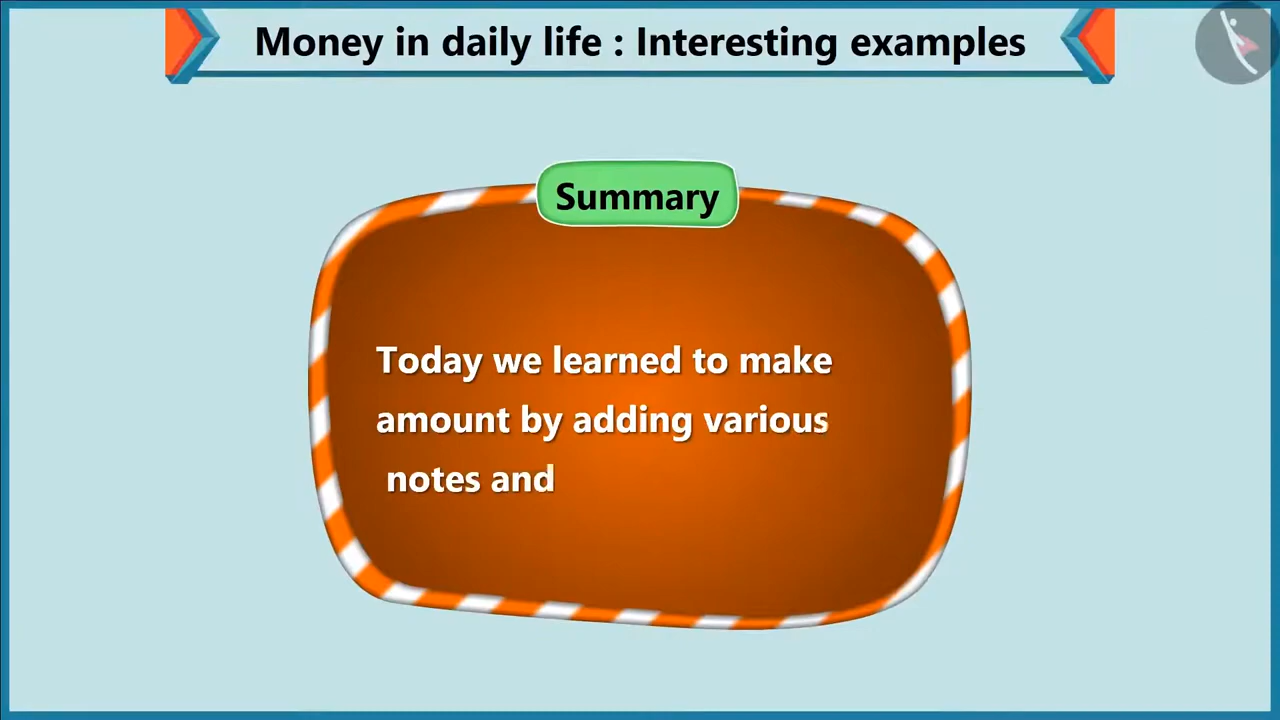 Money in daily life : Interesting examples
Summary
Today we learned to make
amount by adding various
notes and